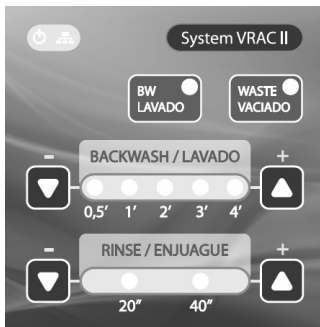 System VRAC II
BW
LAVADO
WASTE
VACIADO
- BACKWASH / LAVADO +
0,5' 1' 2' 3' 4'
- RINSE / ENJUAGUE +
20" 40"